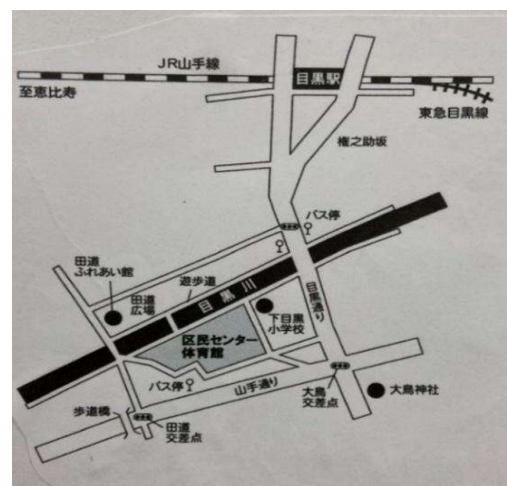 JR山手線
目黒駅
至恵比寿
東急目黒線
権之助坂
バス停
田道
ふれあい館
遊歩道
田道
広場
目黒川
目黒通り
下目黒
小学校
区民センター
体育館
バス停
山手通り
大鳥
交差点
大鳥神社
歩道橋
田道
交差点